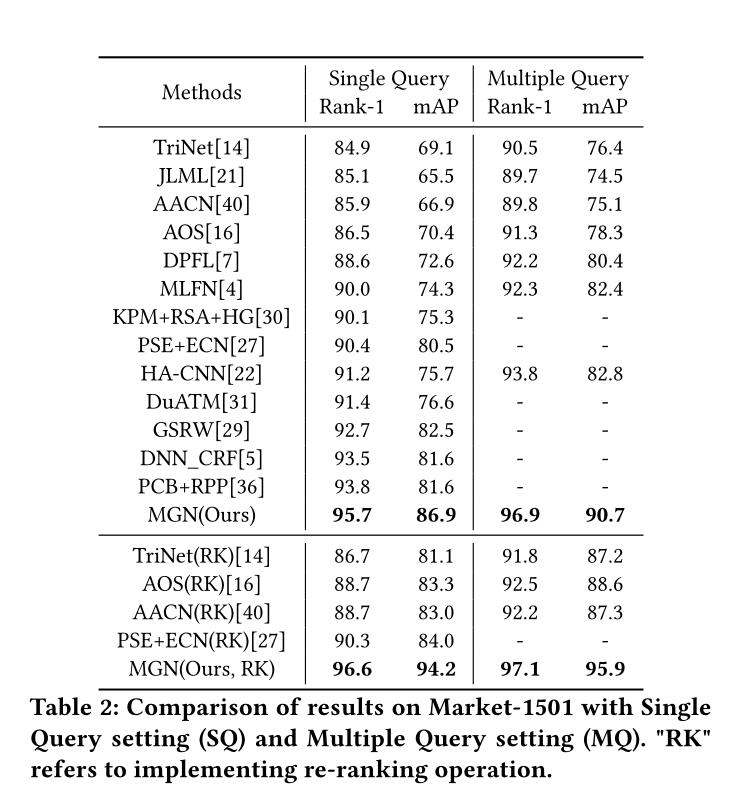 Methods Single Query Multiple Query
Rank-1 mAP Rank-1 mAP
TriNet[14] 84.9 69.1 90.5 76.4
JLML[21] 85.1 65.5 89.7 74.5
AACN[40] 85.9 66.9 89.8 75.1
AOS[16] 86.5 70.4 91.3 78.3
DPFL[7] 88.6 72.6 92.2 80.4
MLFN[4] 90.0 74.3 92.3 82.4
KPM+RSA+HG[30] 90.1 75.3 - -
PSE+ECN[27] 90.4 80.5 - -
HA-CNN[22] 91.2 75.7 93.8 82.8
DuATM[31] 91.4 76.6 - -
GSRW[29] 92.7 82.5 - -
DNN_CRF[5] 93.5 81.6 - -
PCB+RPP[36] 93.8 81.6 - -
MGN(Ours) 95.7 86.9 96.9 90.7
TriNet(RK)[14] 86.7 81.1 91.8 87.2
AOS(RK)[16] 88.7 83.3 92.5 88.6
AACN(RK)[40] 88.7 83.0 92.2 87.3
PSE+ECN(RK)[27] 90.3 84.0 - -
MGN(Ours, RK) 96.6 94.2 97.1 95.9
Table 2: Comparison of results on Market-1501 with Single
Query setting (SQ) and Multiple Query setting (MQ). "RK"
refers to implementing re-ranking operation.